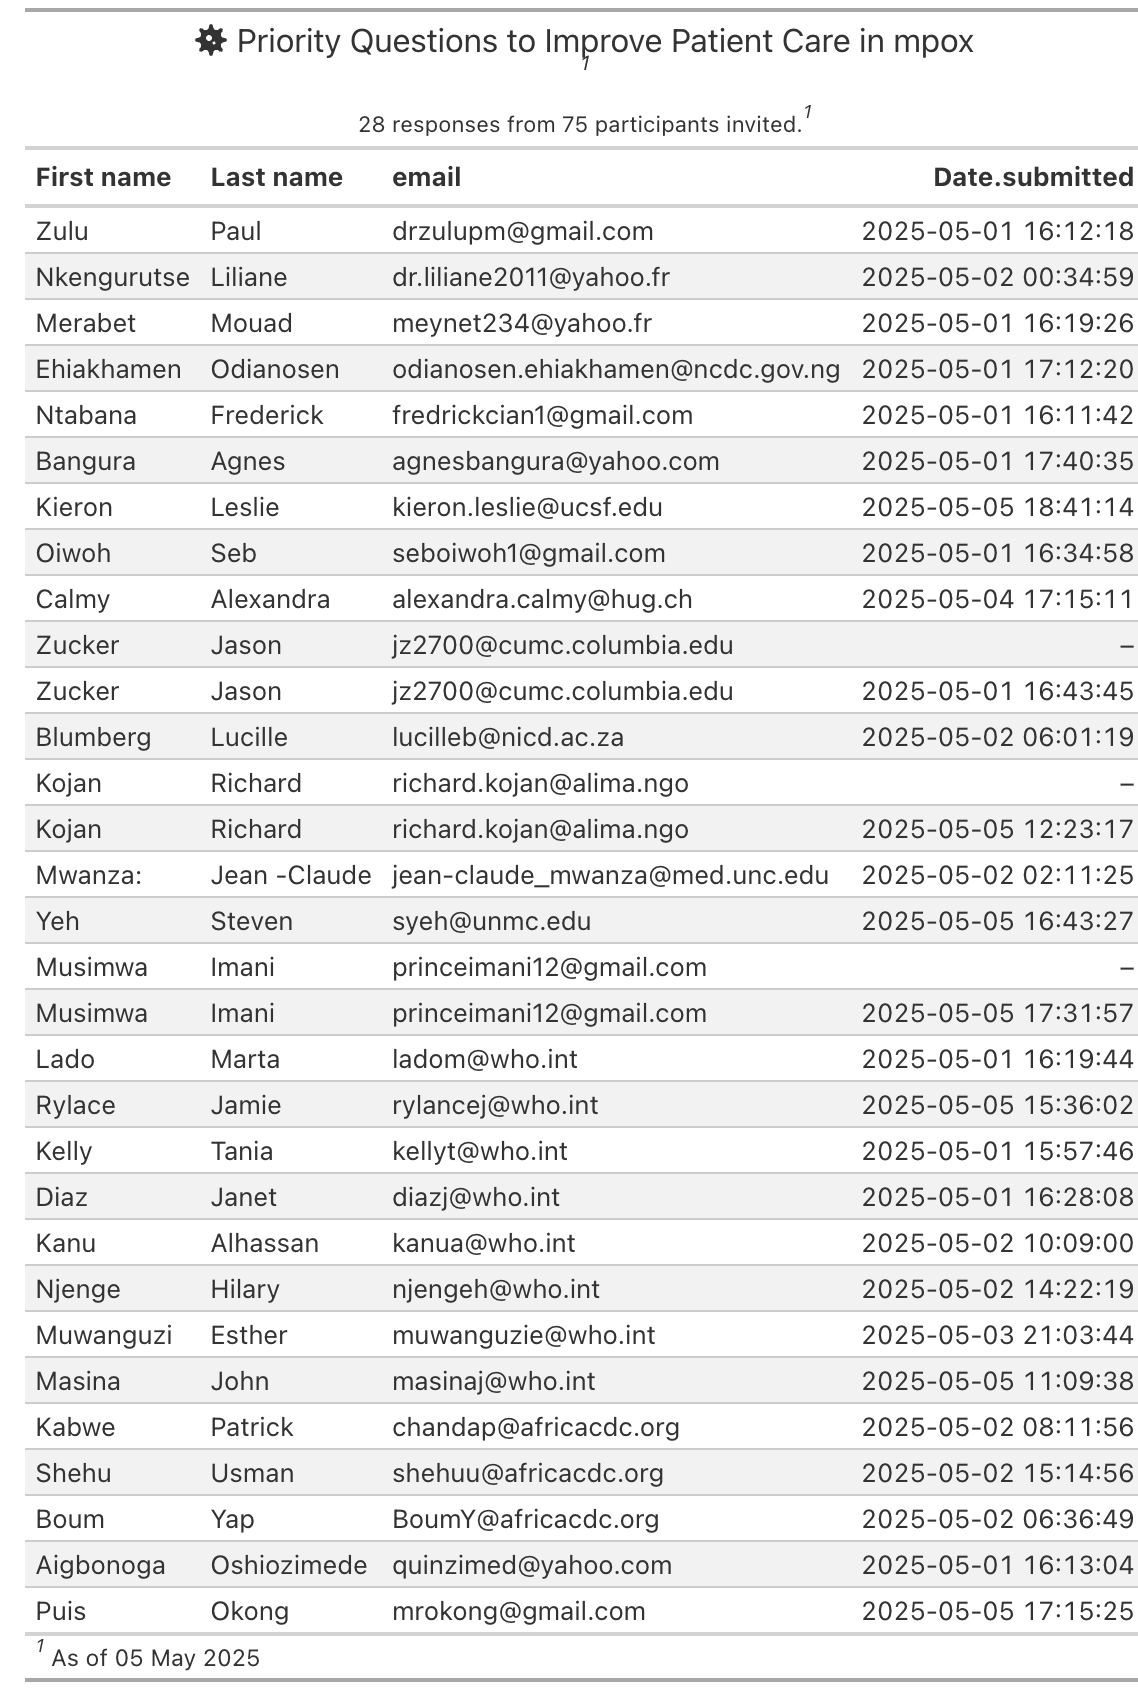 Priority Questions to Improve Patient Care in mpox
1
28 responses from 75 participants invited.1
First name Last name email Date.submitted
Zulu Paul drzulupm@gmail.com 2025-05-01 16:12:18
Nkengurutse Liliane dr.liliane2011@yahoo.fr 2025-05-02 00:34:59
Merabet Mouad meynet234@yahoo.fr 2025-05-01 16:19:26
Ehiakhamen Odianosen odianosen.ehiakhamen@ncdc.gov.ng 2025-05-01 17:12:20
Ntabana Frederick fredrickcian1@gmail.com 2025-05-01 16:11:42
Bangura Agnes agnesbangura@yahoo.com 2025-05-01 17:40:35
Kieron Leslie kieron.leslie@ucsf.edu 2025-05-05 18:41:14
Oiwoh Seb seboiwoh1@gmail.com 2025-05-01 16:34:58
Calmy Alexandra alexandra.calmy@hug.ch 2025-05-04 17:15:11
Zucker Jason jz2700@cumc.columbia.edu –
Zucker Jason jz2700@cumc.columbia.edu 2025-05-01 16:43:45
Blumberg Lucille lucilleb@nicd.ac.za 2025-05-02 06:01:19
Kojan Richard richard.kojan@alima.ngo –
Kojan Richard richard.kojan@alima.ngo 2025-05-05 12:23:17
Mwanza: Jean -Claude jean-claude_mwanza@med.unc.edu 2025-05-02 02:11:25
Yeh Steven syeh@unmc.edu 2025-05-05 16:43:27
Musimwa Imani princeimani12@gmail.com –
Musimwa Imani princeimani12@gmail.com 2025-05-05 17:31:57
Lado Marta ladom@who.int 2025-05-01 16:19:44
Rylace Jamie rylancej@who.int 2025-05-05 15:36:02
Kelly Tania kellyt@who.int 2025-05-01 15:57:46
Diaz Janet diazj@who.int 2025-05-01 16:28:08
Kanu Alhassan kanua@who.int 2025-05-02 10:09:00
Njenge Hilary njengeh@who.int 2025-05-02 14:22:19
Muwanguzi Esther muwanguzie@who.int 2025-05-03 21:03:44
Masina John masinaj@who.int 2025-05-05 11:09:38
Kabwe Patrick chandap@africacdc.org 2025-05-02 08:11:56
Shehu Usman shehuu@africacdc.org 2025-05-02 15:14:56
Boum Yap BoumY@africacdc.org 2025-05-02 06:36:49
Aigbonoga Oshiozimede quinzimed@yahoo.com 2025-05-01 16:13:04
Puis Okong mrokong@gmail.com 2025-05-05 17:15:25
1 As of 05 May 2025